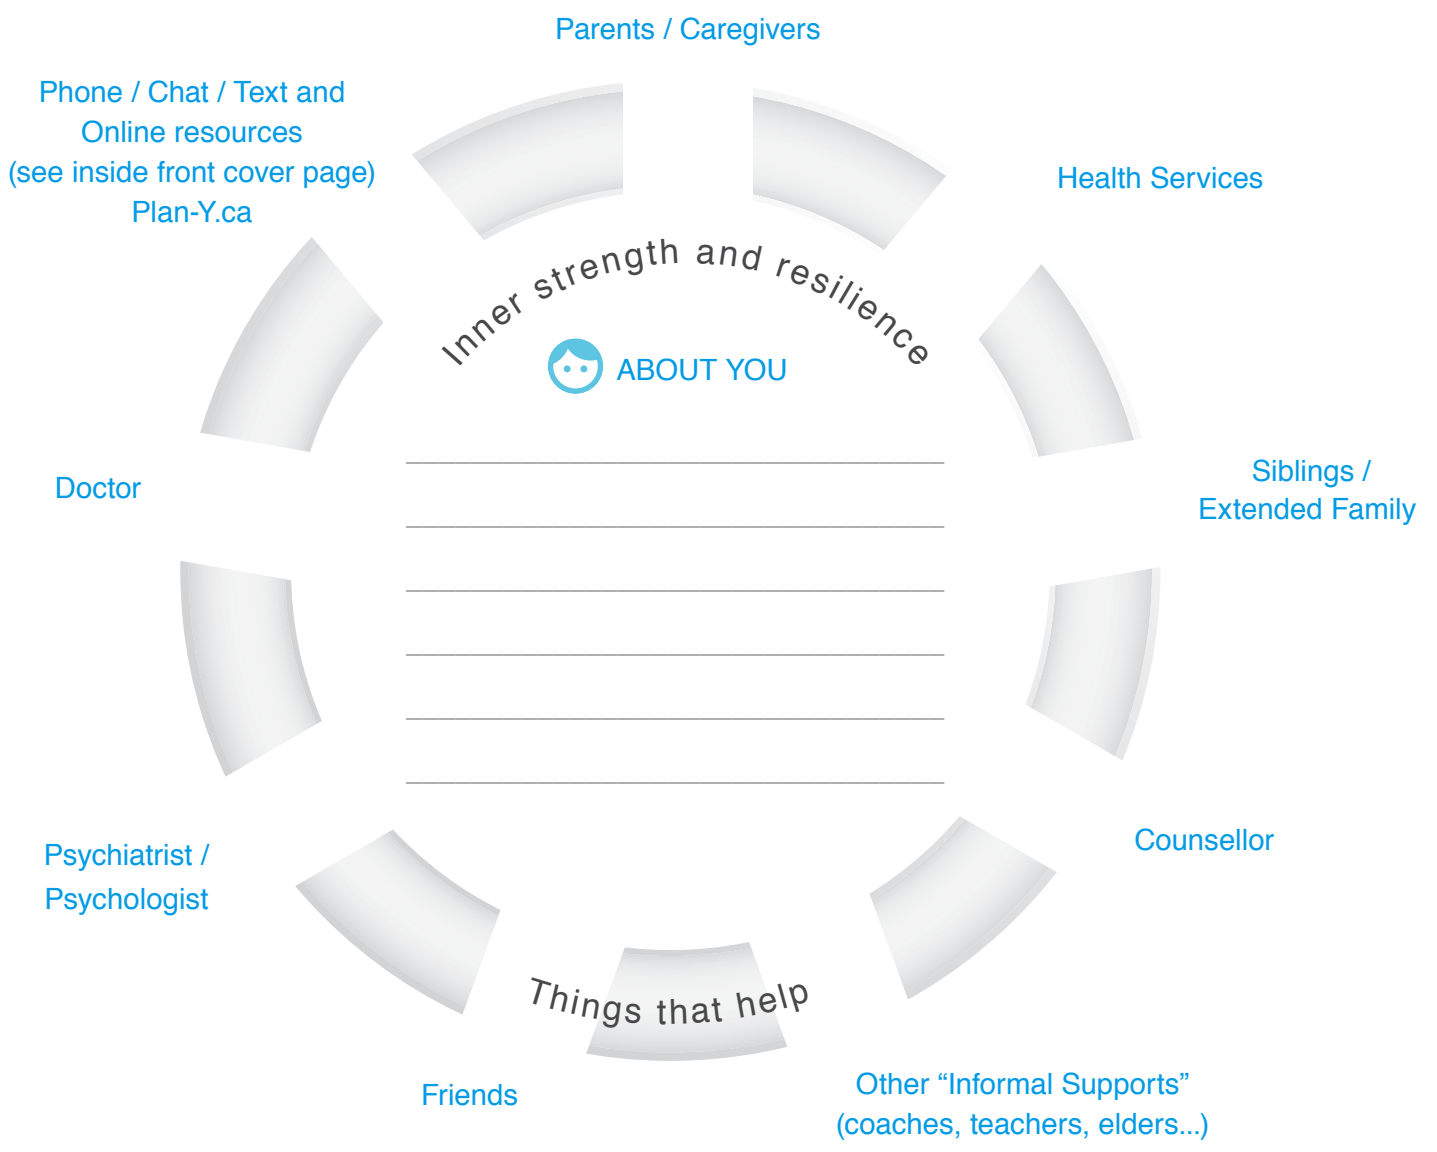 Parents / Caregivers
Phone / Chat / Text and
Online resources
(see inside front cover page)
Plan-Y.ca
Health Services
Inner strength and resilience
ABOUT YOU
Siblings /
Extended Family
Doctor
Counsellor
Psychiatrist /
Psychologist
Things that help
Friends
Other “Informal Supports”
(coaches, teachers, elders...)